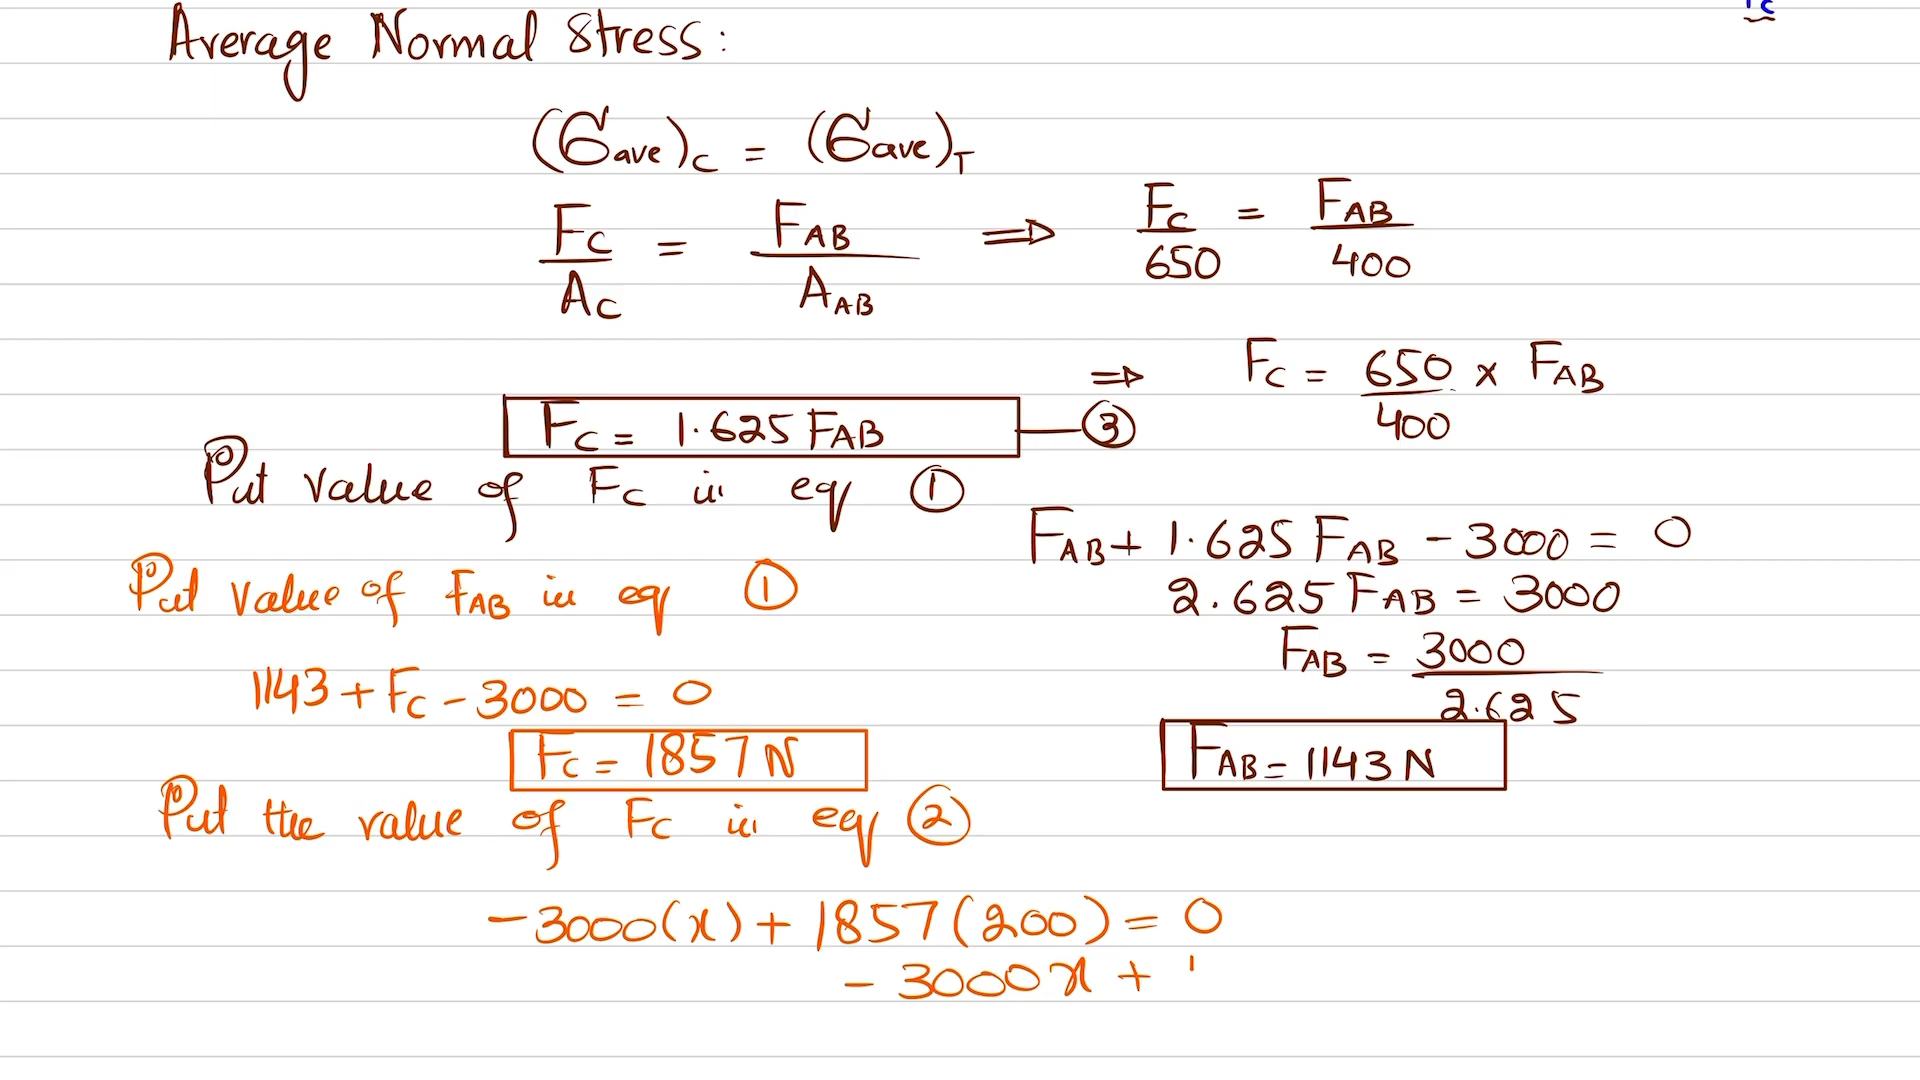 Average Normal Stress:
(σave)c = (σave)T
Fc/Ac = FAB/AAB ⇒ Fc/650 = FAB/400
⇒ Fc = 650/400 x FAB
Fc = 1.625 FAB — ③
Put value of Fc in eq ①
FAB + 1.625 FAB - 3000 = 0
2.625 FAB = 3000
FAB = 3000/2.625
FAB = 1143 N
Put value of FAB in eq ①
1143 + Fc - 3000 = 0
Fc = 1857 N
Put the value of Fc in eq ②
-3000(x) + 1857(200) = 0
- 3000x +